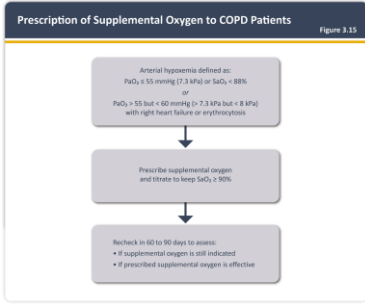 Prescription of Supplemental Oxygen to COPD Patients
Figure 3.15
Arterial hypoxemia defined as:
PaO₂ ≤ 55 mmHg (7.3 kPa) or SaO₂ < 88%
or
PaO₂ > 55 but < 60 mmHg (> 7.3 kPa but < 8 kPa)
with right heart failure or erythrocytosis
Prescribe supplemental oxygen
and titrate to keep SaO₂ ≥ 90%
Recheck in 60 to 90 days to assess:
• If supplemental oxygen is still indicated
• If prescribed supplemental oxygen is effective